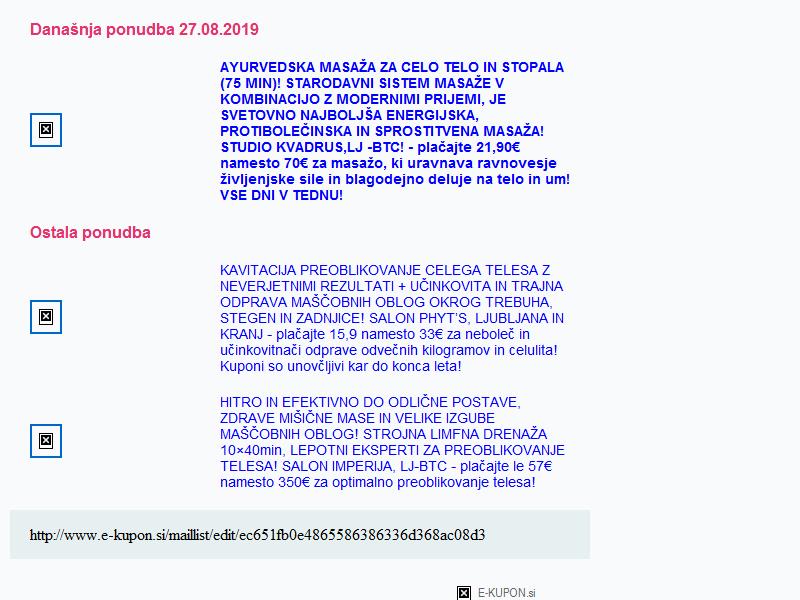 Današnja ponudba 27.08.2019
AYURVEDSKA MASAŽA ZA CELO TELO IN STOPALA
(75 MIN)! STARODAVNI SISTEM MASAŽE V
KOMBINACIJO Z MODERNIMI PRIJEMI, JE
SVETOVNO NAJBOLJŠA ENERGIJSKA,
PROTIBOLEČINSKA IN SPROSTITVENA MASAŽA!
STUDIO KVADRUS,LJ -BTC! - plačajte 21,90€
namesto 70€ za masažo, ki uravnava ravnovesje
življenjske sile in blagodejno deluje na telo in um!
VSE DNI V TEDNU!
Ostala ponudba
KAVITACIJA PREOBLIKOVANJE CELEGA TELESA Z
NEVERJETNIMI REZULTATI + UČINKOVITA IN TRAJNA
ODPRAVA MAŠČOBNIH OBLOG OKROG TREBUHA,
STEGEN IN ZADNJICE! SALON PHYT'S, LJUBLJANA IN
KRANJ - plačajte 15,9 namesto 33€ za neboleč in
učinkovitnači odprave odvečnih kilogramov in celulita!
Kuponi so unovčljivi kar do konca leta!
HITRO IN EFEKTIVNO DO ODLIČNE POSTAVE,
ZDRAVE MIŠIČNE MASE IN VELIKE IZGUBE
MAŠČOBNIH OBLOG! STROJNA LIMFNA DRENAŽA
10×40min, LEPOTNI EKSPERTI ZA PREOBLIKOVANJE
TELESA! SALON IMPERIJA, LJ-BTC - plačajte le 57€
namesto 350€ za optimalno preoblikovanje telesa!
http://www.e-kupon.si/maillist/edit/ec651fb0e4865586386336d368ac08d3
E-KUPON.si